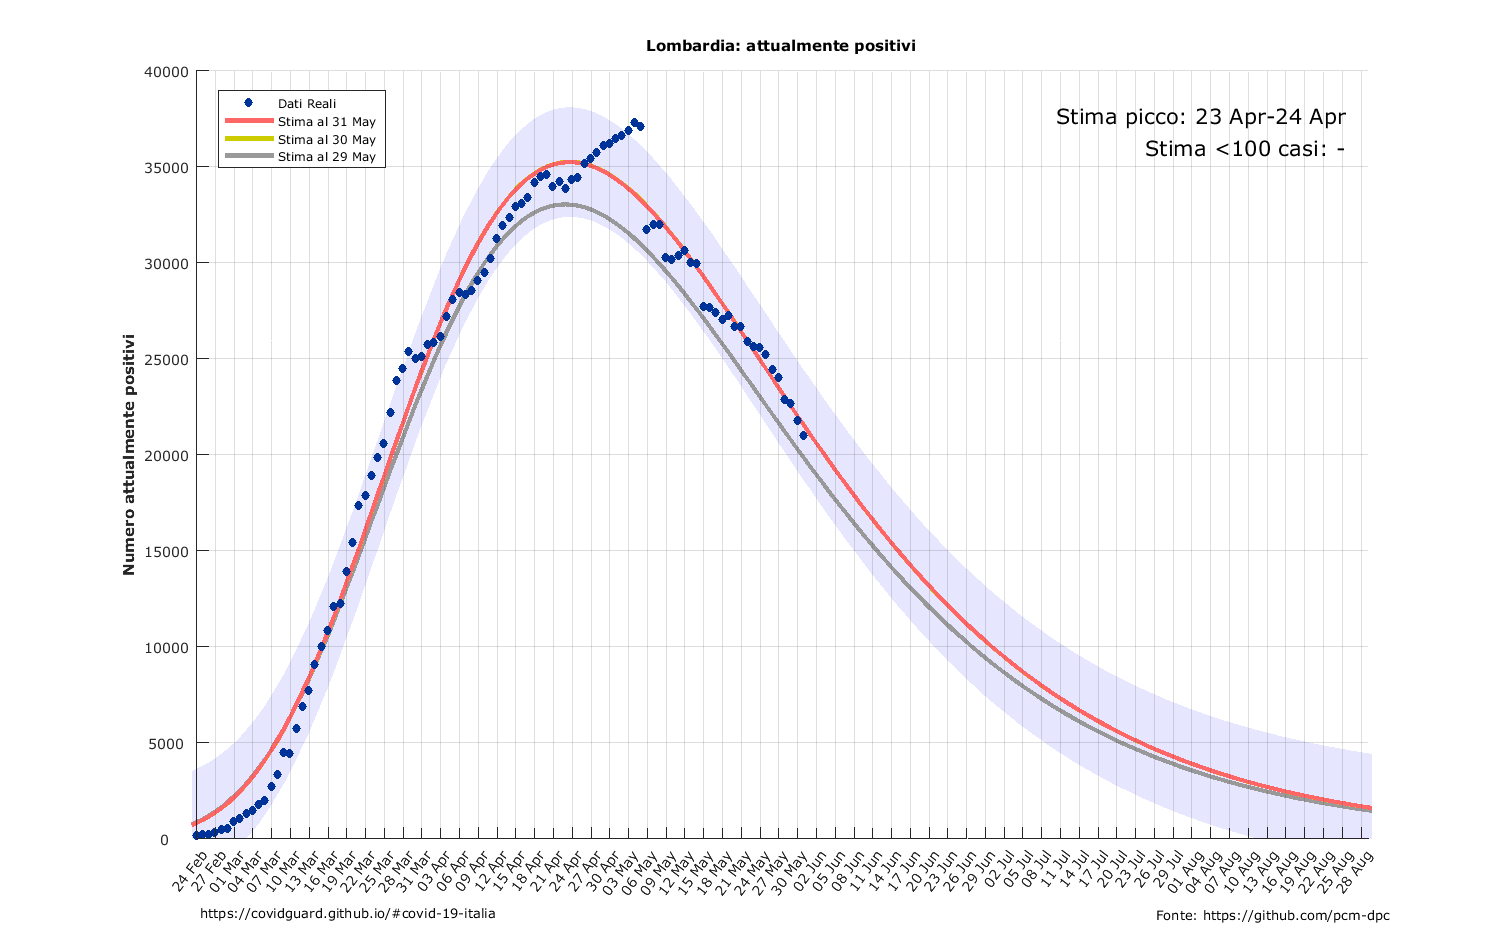 Lombardia: attualmente positivi
40000
35000
30000
25000
20000
15000
10000
5000
0
Numero attualmente positivi
Dati Reali
Stima al 31 May
Stima al 30 May
Stima al 29 May
Stima picco: 23 Apr-24 Apr
Stima <100 casi: -
24 Feb
27 Feb
01 Mar
04 Mar
07 Mar
10 Mar
13 Mar
16 Mar
19 Mar
22 Mar
25 Mar
28 Mar
31 Mar
03 Apr
06 Apr
09 Apr
12 Apr
15 Apr
18 Apr
21 Apr
24 Apr
27 Apr
30 Apr
03 May
06 May
09 May
12 May
15 May
18 May
21 May
24 May
27 May
30 May
02 Jun
05 Jun
08 Jun
11 Jun
14 Jun
17 Jun
20 Jun
23 Jun
26 Jun
29 Jun
02 Jul
05 Jul
08 Jul
11 Jul
14 Jul
17 Jul
20 Jul
23 Jul
26 Jul
29 Jul
01 Aug
04 Aug
07 Aug
10 Aug
13 Aug
16 Aug
19 Aug
22 Aug
25 Aug
28 Aug
https://covidguard.github.io/#covid-19-italia
Fonte: https://github.com/pcm-dpc